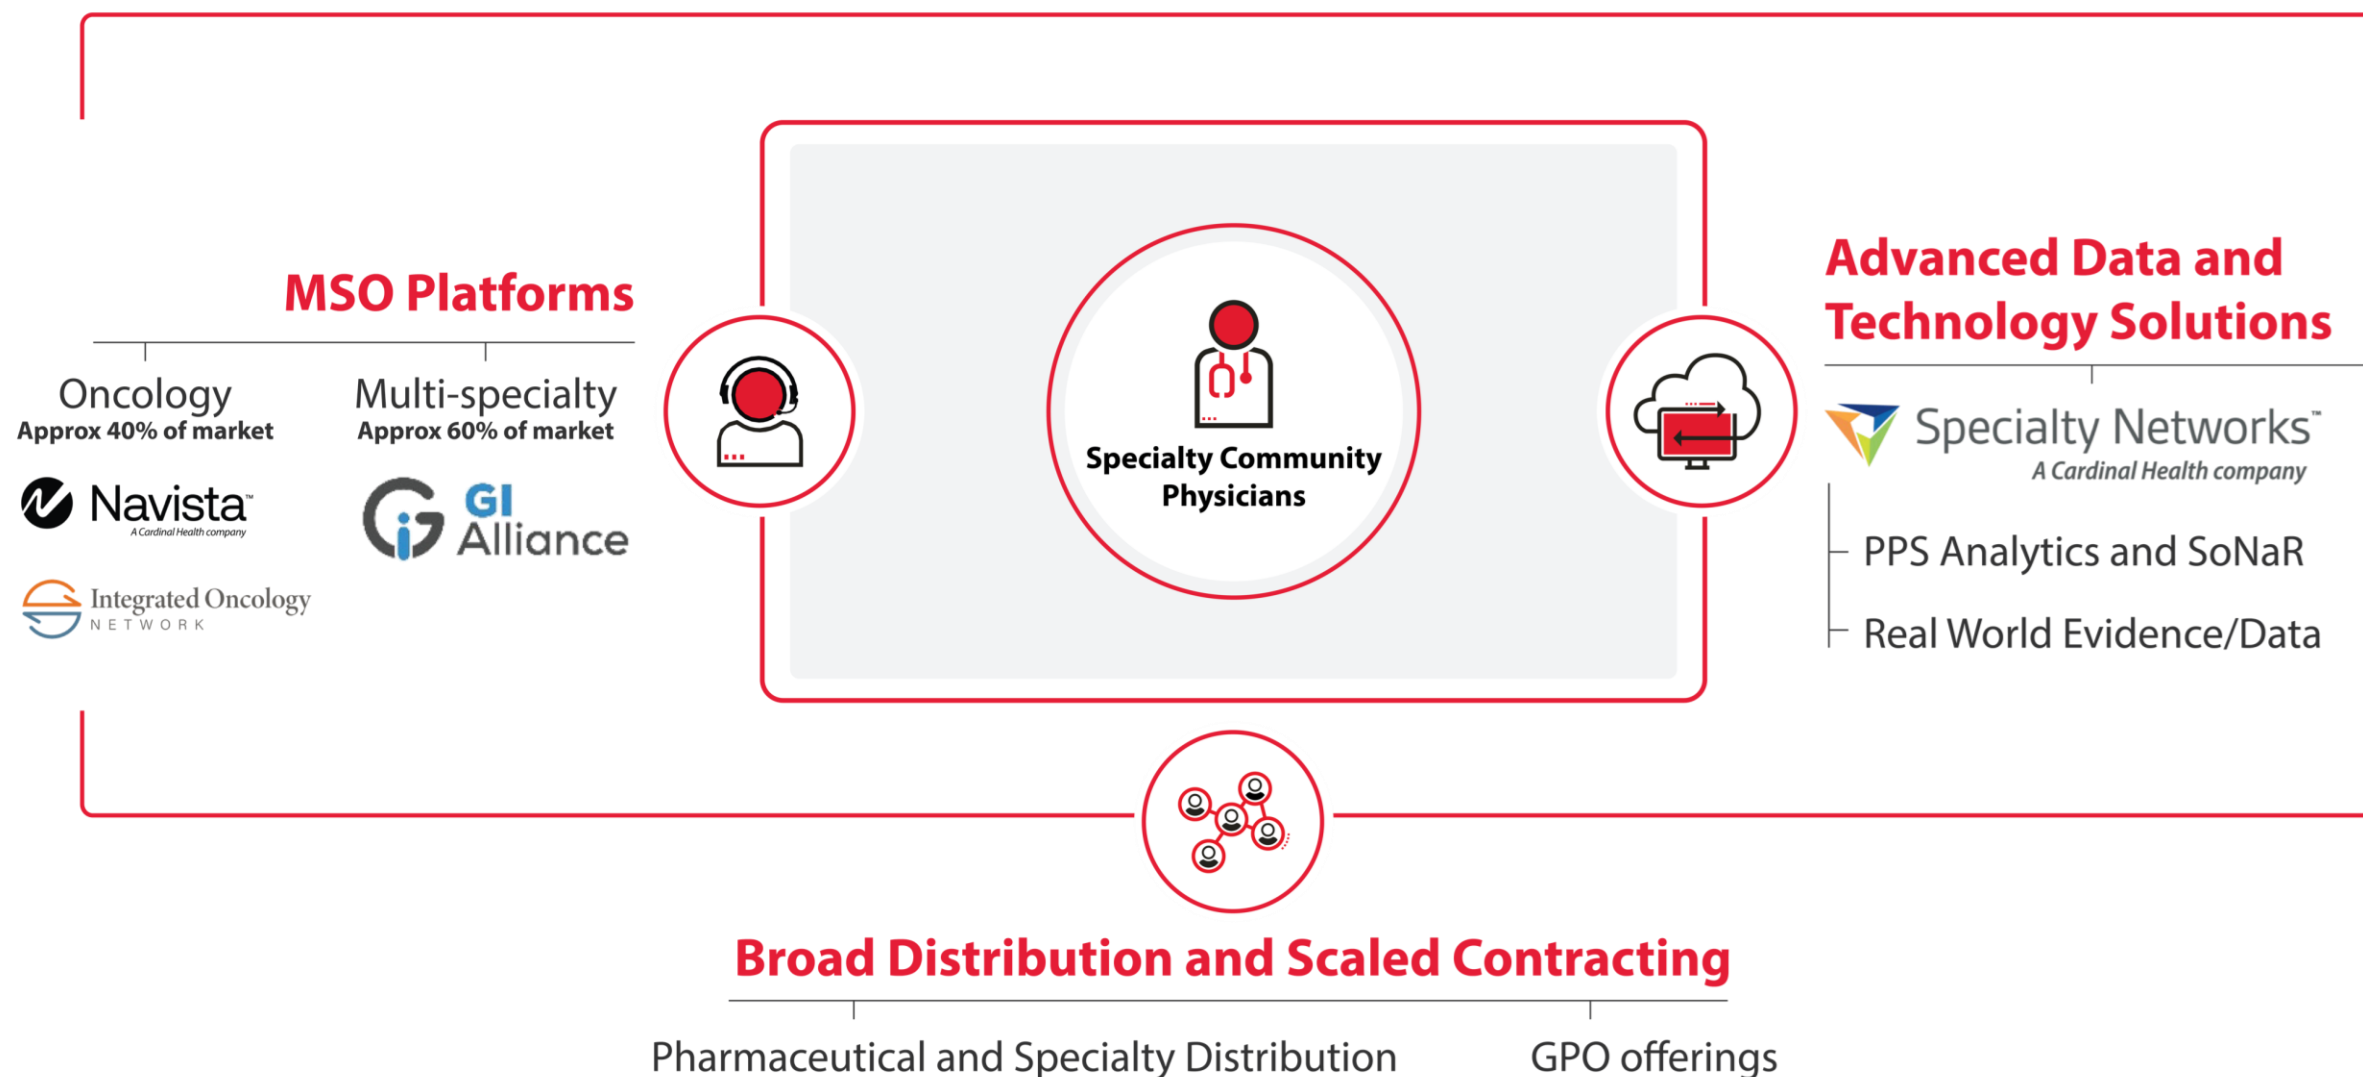 MSO Platforms
Oncology
Approx 40% of market
Navista™
A Cardinal Health company
Integrated Oncology
NETWORK
Multi-specialty
Approx 60% of market
GI
Alliance
Specialty Community
Physicians
Advanced Data and
Technology Solutions
Specialty Networks™
A Cardinal Health company
PPS Analytics and SoNaR
Real World Evidence/Data
Broad Distribution and Scaled Contracting
Pharmaceutical and Specialty Distribution
GPO offerings